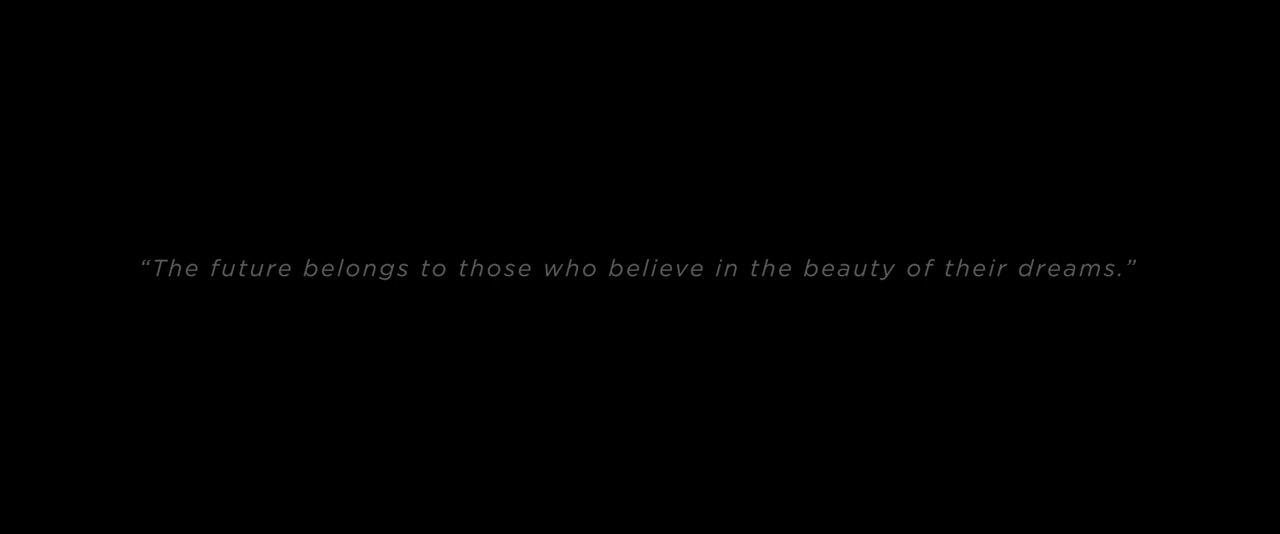 “The future belongs to those who believe in the beauty of their dreams.”